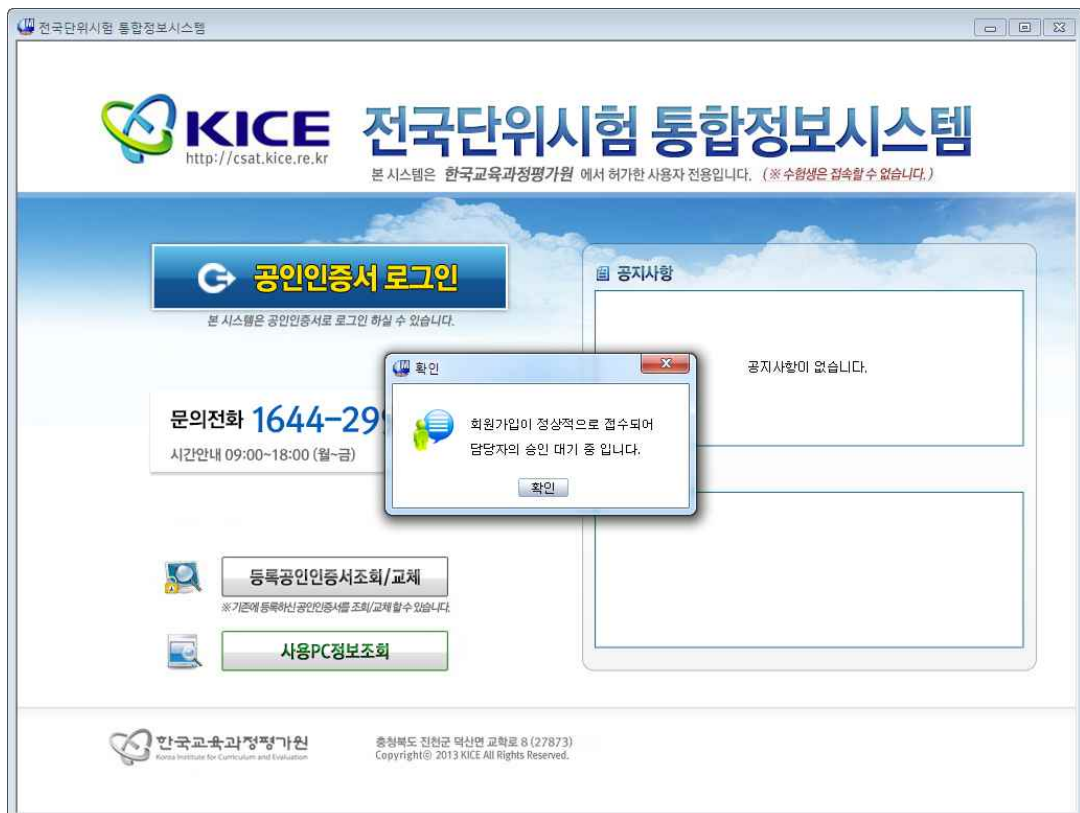 전국단위시험 통합정보시스템
KICE
http://csat.kice.re.kr
전국단위시험 통합정보시스템
본 시스템은 한국교육과정평가원 에서 허가한 사용자 전용입니다. (※ 수험생은 접속할 수 없습니다.)
공인인증서 로그인
본 시스템은 공인인증서로 로그인 하실 수 있습니다.
공지사항
공지사항이 없습니다.
확인
회원가입이 정상적으로 접수되어
담당자의 승인 대기 중 입니다.
확인
문의전화 1644-29
시간안내 09:00~18:00 (월~금)
등록공인인증서조회/교체
※ 기존에 등록하신 공인인증서를 조회/교체 할 수 있습니다.
사용PC정보조회
한국교육과정평가원
Korea Institute for Curriculum and Evaluation
충청북도 진천군 덕산면 교학로 8 (27873)
Copyrightⓒ 2013 KICE All Rights Reserved.